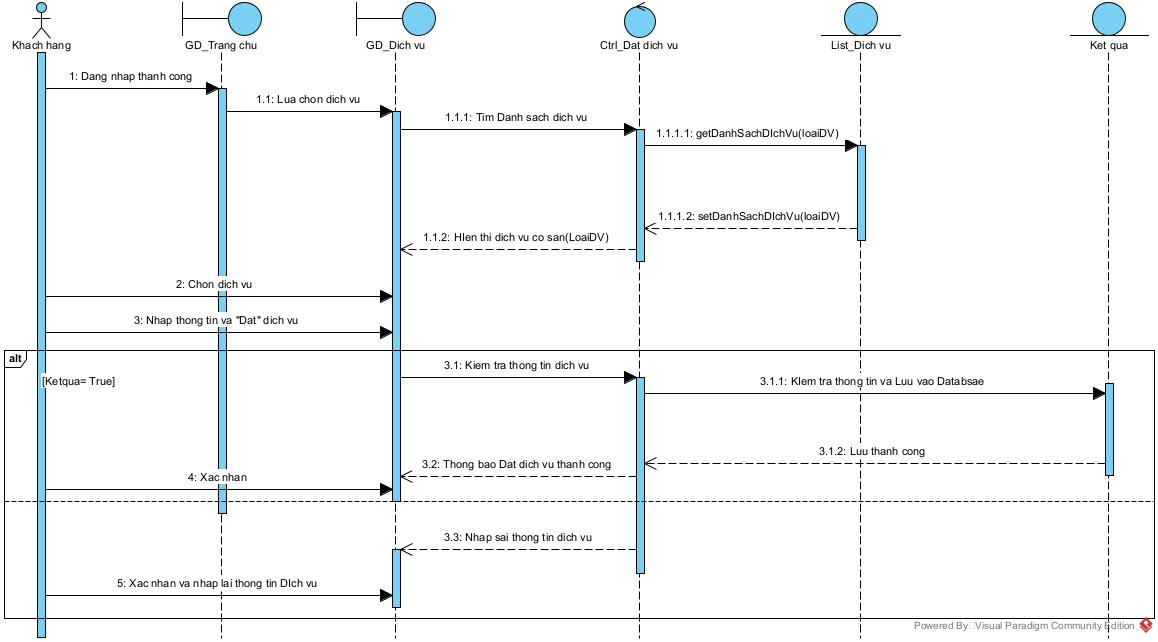 Khach hang
GD_Trang chu
GD_Dich vu
Ctrl_Dat dich vu
List_Dich vu
Ket qua
1: Dang nhap thanh cong
1.1: Lua chon dich vu
1.1.1: Tim Danh sach dich vu
1.1.1.1: getDanhSachDIchVu(loaiDV)
1.1.1.2: setDanhSachDIchVu(loaiDV)
1.1.2: HIen thi dich vu co san(LoaiDV)
2: Chon dich vu
3: Nhap thong tin va "Dat" dich vu
alt
[Ketqua= True]
3.1: Kiem tra thong tin dich vu
3.1.1: KIem tra thong tin va Luu vao Databsae
3.1.2: Luu thanh cong
3.2: Thong bao Dat dich vu thanh cong
4: Xac nhan
3.3: Nhap sai thong tin dich vu
5: Xac nhan va nhap lai thong tin DIch vu
Powered By Visual Paradigm Community Edition